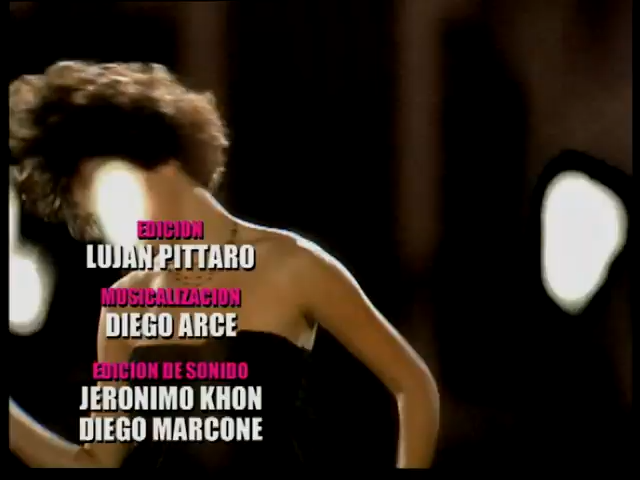 EDICION
LUJAN PITTARO
MUSICALIZACION
DIEGO ARCE
EDICION DE SONIDO
JERONIMO KHON
DIEGO MARCONE